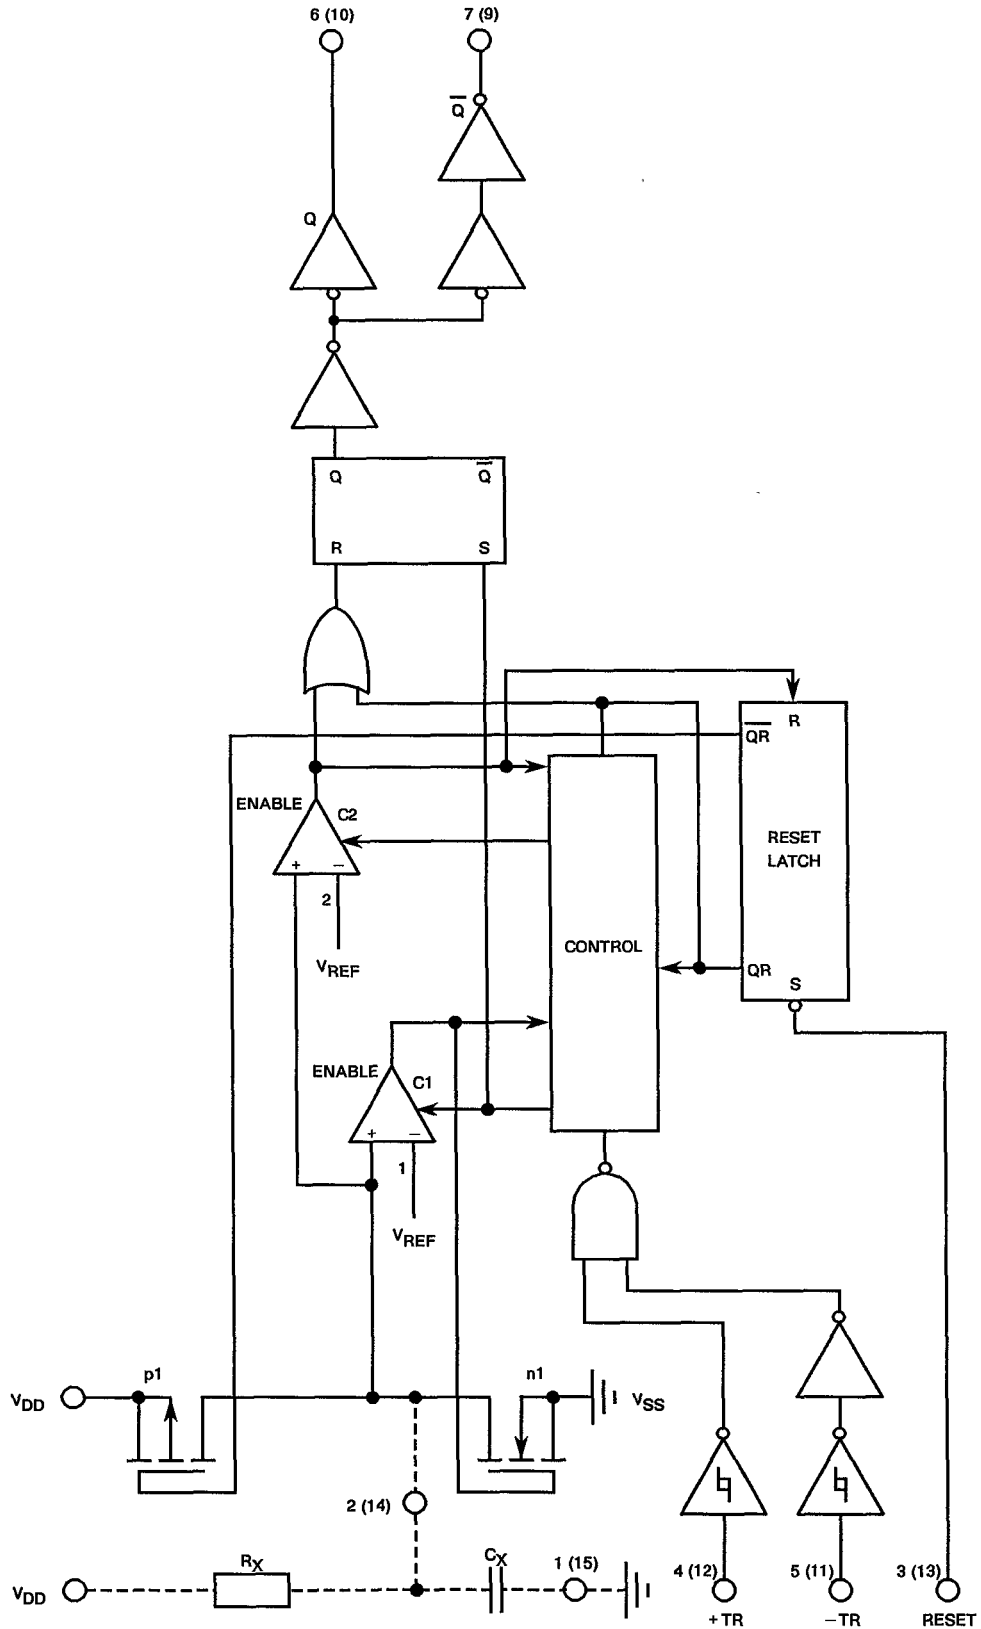 6 (10) 7 (9)
Q̅
Q
Q Q̅
R S
R
Q̅R̅
ENABLE
C2
+ −
2
VREF
RESET
LATCH
CONTROL
QR
S
ENABLE
C1
+ −
1
VREF
p1 n1
VDD VSS
2 (14)
RX CX 1 (15)
VDD
4 (12) 5 (11) 3 (13)
+TR −TR RESET